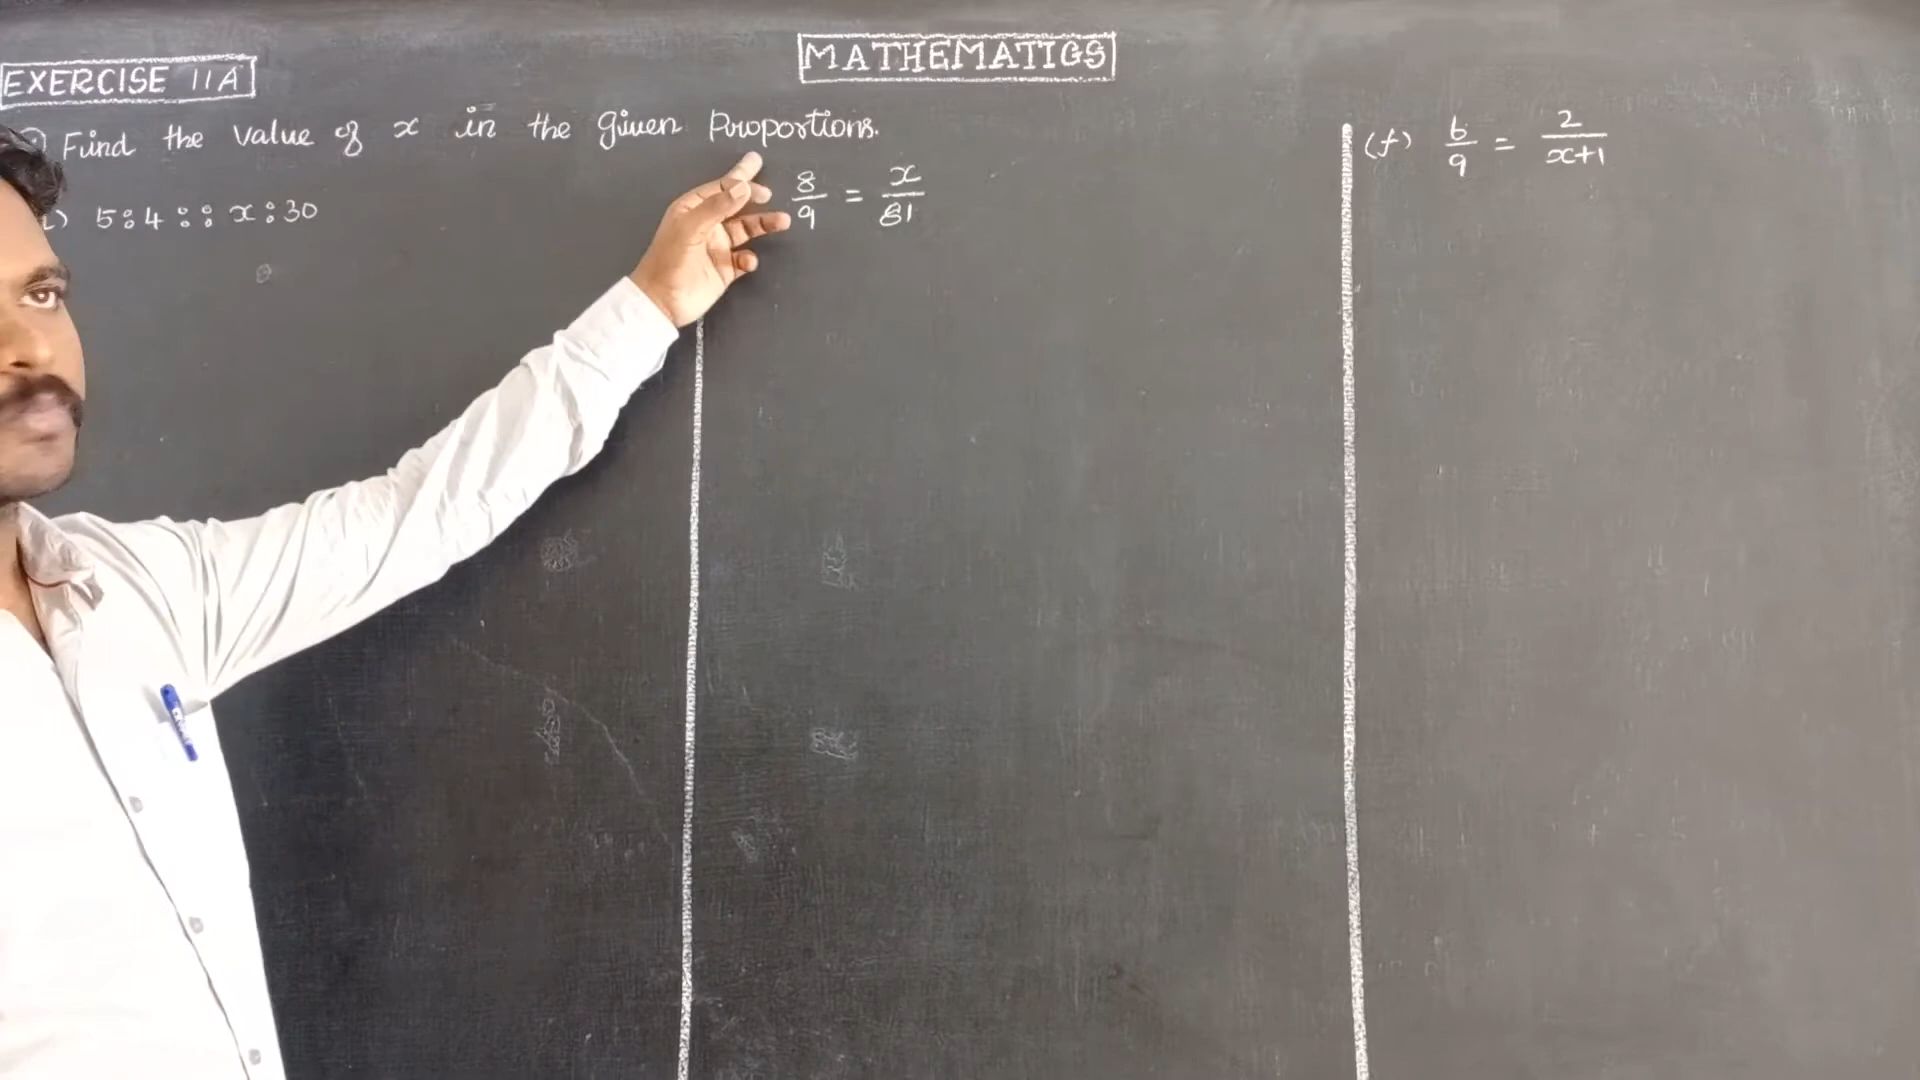 MATHEMATICS
EXERCISE 11A
Find the value of x in the given Proportions.
5:4 :: x:30
8/9 = x/81
(f) 6/9 = 2/x+1